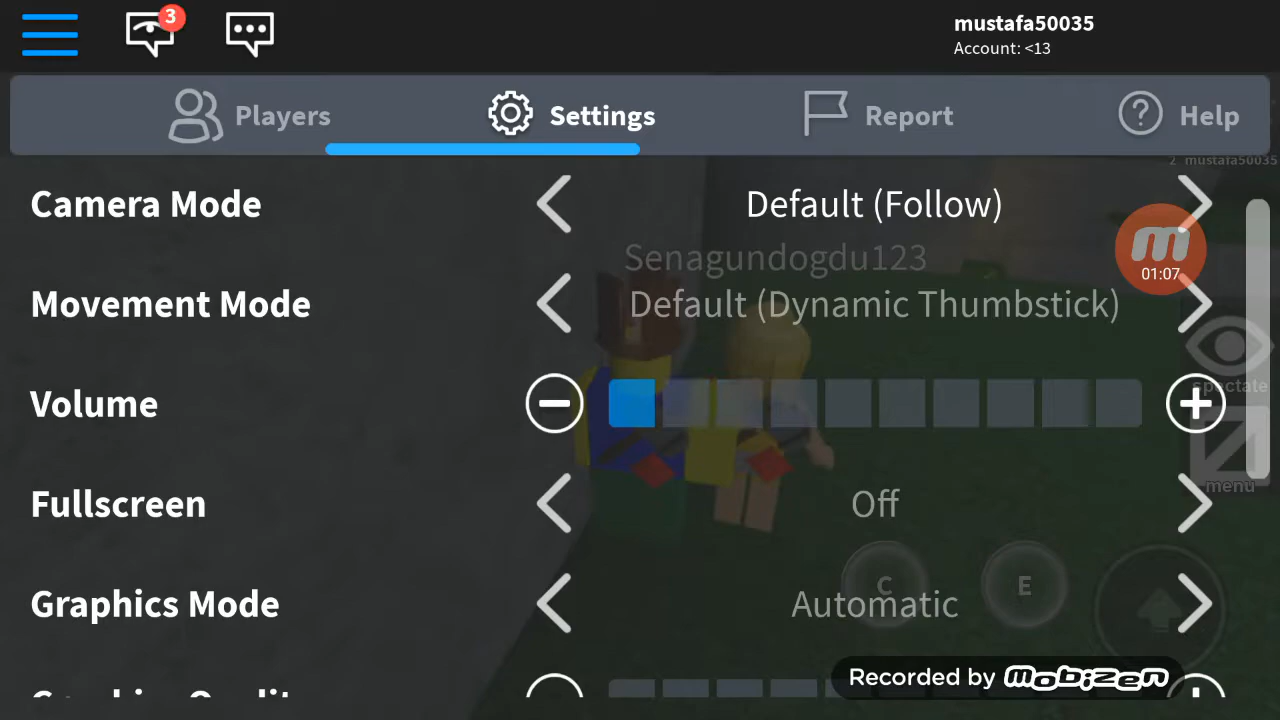 3
mustafa50035
Account: <13
Players
Settings
Report
Help
2 mustafa50035
Camera Mode
Default (Follow)
01:07
Senagundogdu123
Movement Mode
Default (Dynamic Thumbstick)
spectate
Volume
menu
Fullscreen
Off
C
E
Graphics Mode
Automatic
Recorded by mobizen